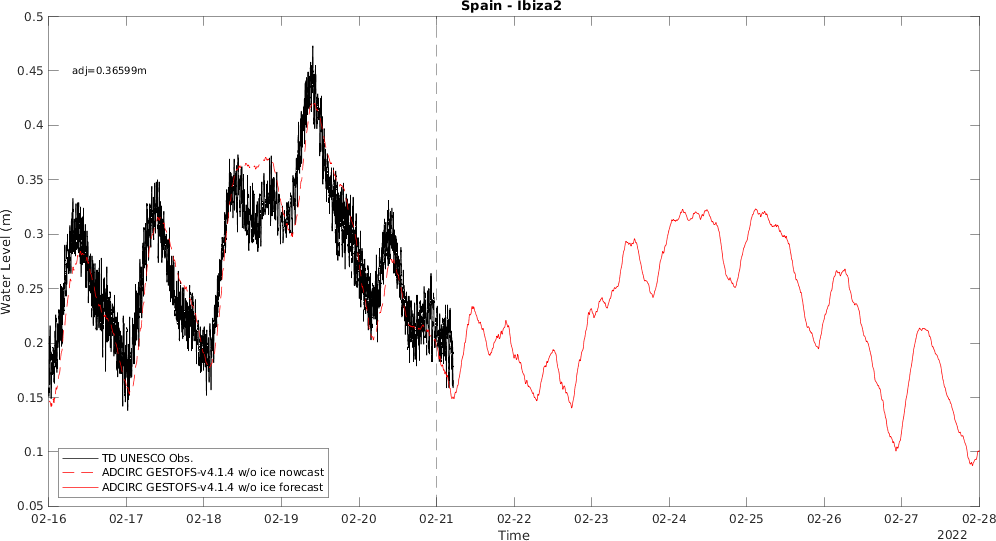 Spain - Ibiza2
adj=0.36599m
0.5
0.45
0.4
0.35
0.3
0.25
0.2
0.15
0.1
0.05
Water Level (m)
TD UNESCO Obs.
ADCIRC GESTOFS-v4.1.4 w/o ice nowcast
ADCIRC GESTOFS-v4.1.4 w/o ice forecast
02-16 02-17 02-18 02-19 02-20 02-21 02-22 02-23 02-24 02-25 02-26 02-27 02-28
Time
2022